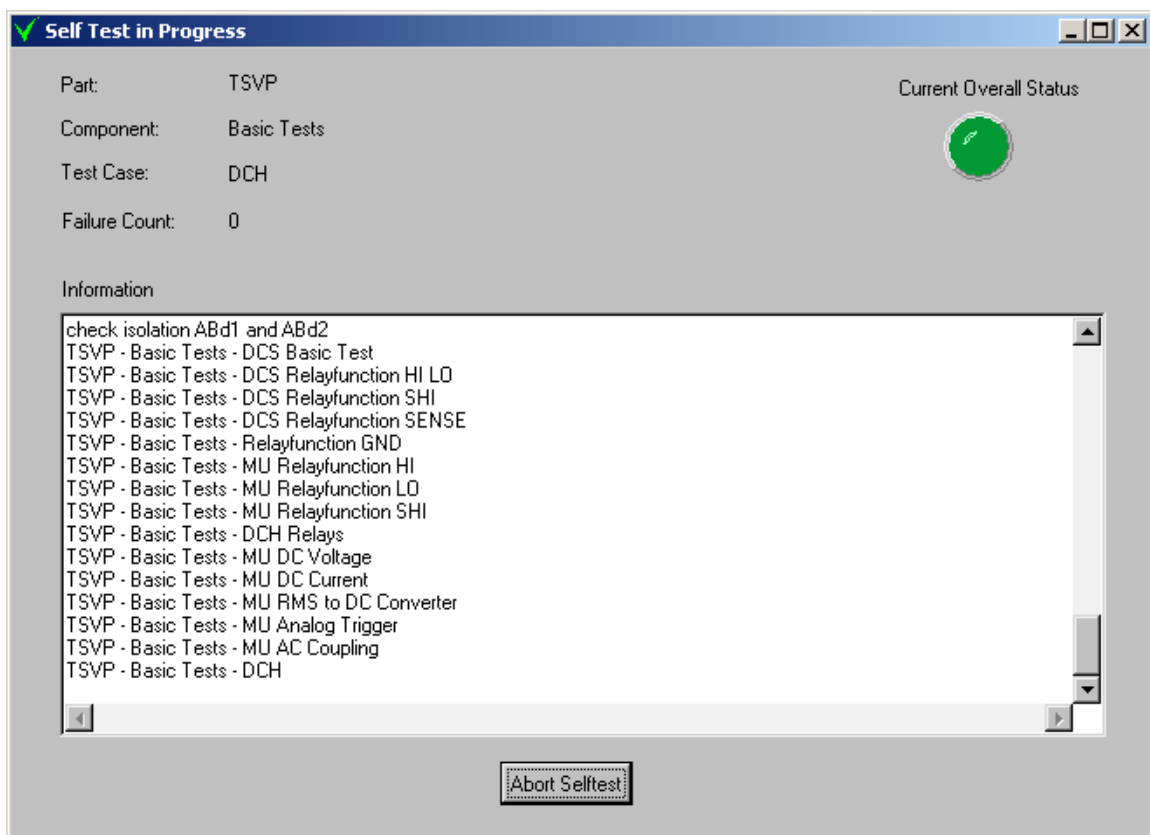 Self Test in Progress
Part: TSVP
Current Overall Status
Component: Basic Tests
Test Case: DCH
Failure Count: 0
Information
check isolation ABd1 and ABd2
TSVP - Basic Tests - DCS Basic Test
TSVP - Basic Tests - DCS Relayfunction HI LO
TSVP - Basic Tests - DCS Relayfunction SHI
TSVP - Basic Tests - DCS Relayfunction SENSE
TSVP - Basic Tests - Relayfunction GND
TSVP - Basic Tests - MU Relayfunction HI
TSVP - Basic Tests - MU Relayfunction LO
TSVP - Basic Tests - MU Relayfunction SHI
TSVP - Basic Tests - DCH Relays
TSVP - Basic Tests - MU DC Voltage
TSVP - Basic Tests - MU DC Current
TSVP - Basic Tests - MU RMS to DC Converter
TSVP - Basic Tests - MU Analog Trigger
TSVP - Basic Tests - MU AC Coupling
TSVP - Basic Tests - DCH
Abort Selftest